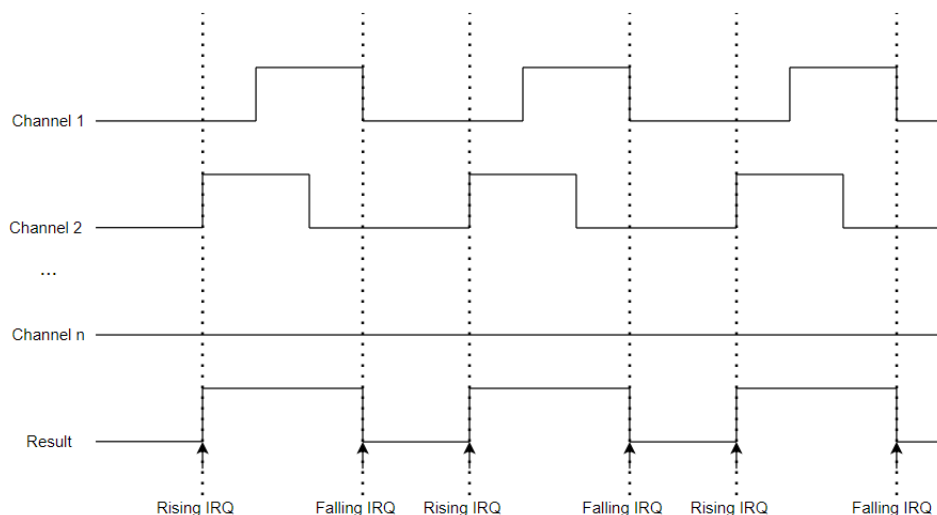 Channel 1
Channel 2
...
Channel n
Result
Rising IRQ Falling IRQ Rising IRQ Falling IRQ Rising IRQ Falling IRQ